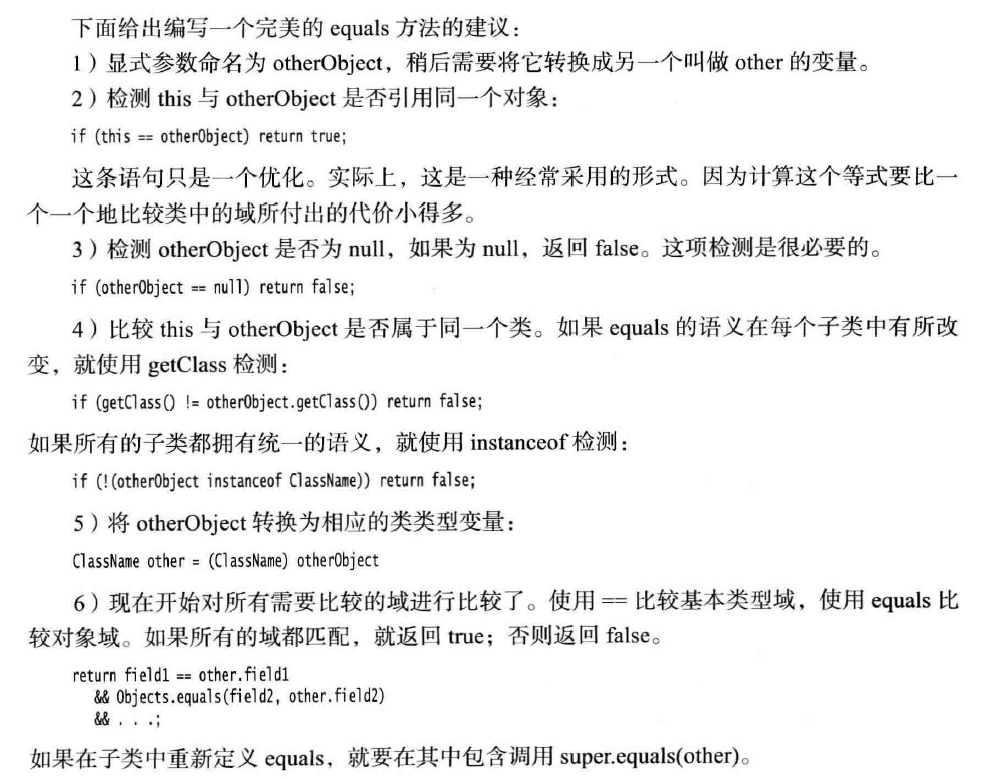 下面给出编写一个完美的 equals 方法的建议：
1）显式参数命名为 otherObject，稍后需要将它转换成另一个叫做 other 的变量。
2）检测 this 与 otherObject 是否引用同一个对象：
if (this == otherObject) return true;
这条语句只是一个优化。实际上，这是一种经常采用的形式。因为计算这个等式要比一
个一个地比较类中的域所付出的代价小得多。
3）检测 otherObject 是否为 null，如果为 null，返回 false。这项检测是很必要的。
if (otherObject == null) return false;
4）比较 this 与 otherObject 是否属于同一个类。如果 equals 的语义在每个子类中有所改
变，就使用 getClass 检测：
if (getClass() != otherObject.getClass()) return false;
如果所有的子类都拥有统一的语义，就使用 instanceof 检测：
if (!(otherObject instanceof ClassName)) return false;
5）将 otherObject 转换为相应的类类型变量：
ClassName other = (ClassName) otherObject
6）现在开始对所有需要比较的域进行比较了。使用 == 比较基本类型域，使用 equals 比
较对象域。如果所有的域都匹配，就返回 true；否则返回 false。
return field1 == other.field1
&& Objects.equals(field2, other.field2)
&& . . .;
如果在子类中重新定义 equals，就要在其中包含调用 super.equals(other)。